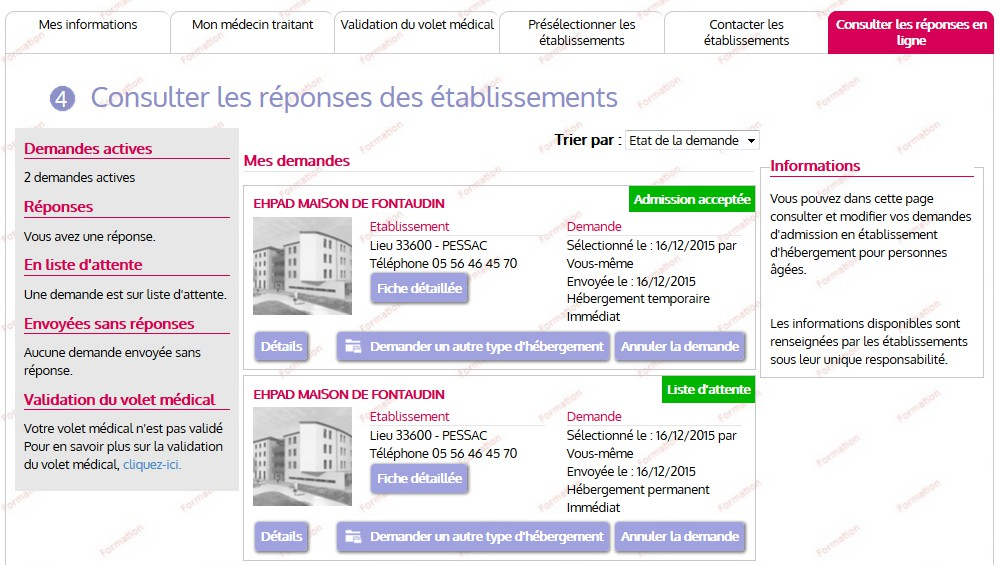 Mes informations
Mon médecin traitant
Validation du volet médical
Présélectionner les
établissements
Contacter les
établissements
Consulter les réponses en
ligne
4 Consulter les réponses des établissements
Demandes actives
2 demandes actives
Réponses
Vous avez une réponse.
En liste d'attente
Une demande est sur liste d'attente.
Envoyées sans réponses
Aucune demande envoyée sans
réponse.
Validation du volet médical
Votre volet médical n'est pas validé
Pour en savoir plus sur la validation
du volet médical, cliquez-ici.
Trier par : Etat de la demande
Mes demandes
EHPAD MAISON DE FONTAUDIN
Admission acceptée
Etablissement
Lieu 33600 - PESSAC
Téléphone 05 56 46 45 70
Fiche détaillée
Demande
Sélectionné le : 16/12/2015 par
Vous-même
Envoyée le : 16/12/2015
Hébergement temporaire
Immédiat
Détails
Demander un autre type d'hébergement
Annuler la demande
EHPAD MAISON DE FONTAUDIN
Liste d'attente
Etablissement
Lieu 33600 - PESSAC
Téléphone 05 56 46 45 70
Fiche détaillée
Demande
Sélectionné le : 16/12/2015 par
Vous-même
Envoyée le : 16/12/2015
Hébergement permanent
Immédiat
Détails
Demander un autre type d'hébergement
Annuler la demande
Informations
Vous pouvez dans cette page
consulter et modifier vos demandes
d'admission en établissement
d'hébergement pour personnes
âgées.
Les informations disponibles sont
renseignées par les établissements
sous leur unique responsabilité.
Formation